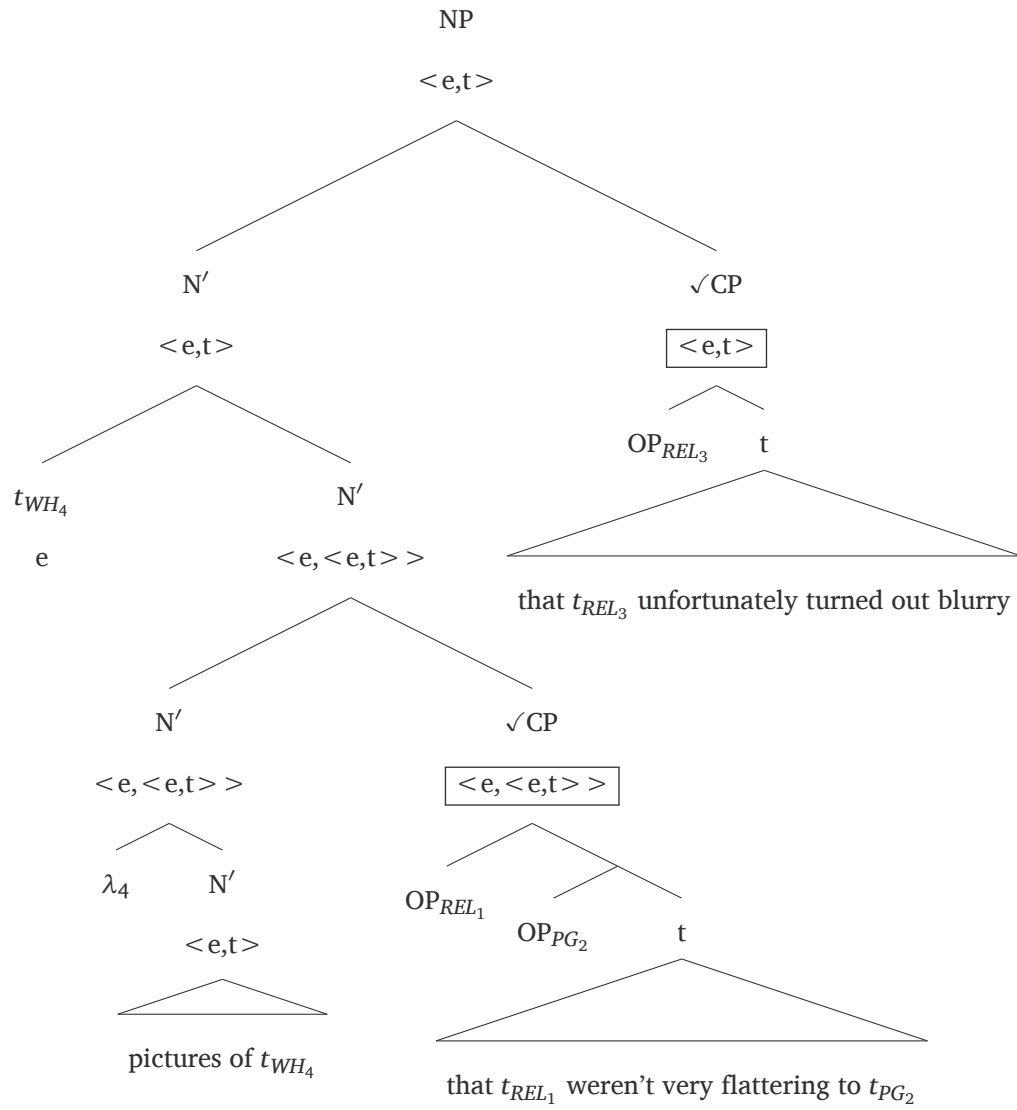 NP
<e,t>
N′ ✓CP
<e,t> <e,t>
OP_REL₃ t
t_WH₄ N′
e <e,<e,t>>
that t_REL₃ unfortunately turned out blurry
N′ ✓CP
<e,<e,t>> <e,<e,t>>
λ₄ N′
OP_REL₁
OP_PG₂ t
<e,t>
pictures of t_WH₄
that t_REL₁ weren't very flattering to t_PG₂